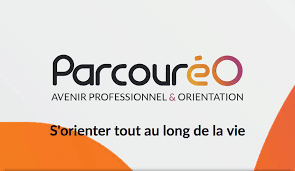 ParcouréO
AVENIR PROFESSIONNEL & ORIENTATION
S'orienter tout au long de la vie